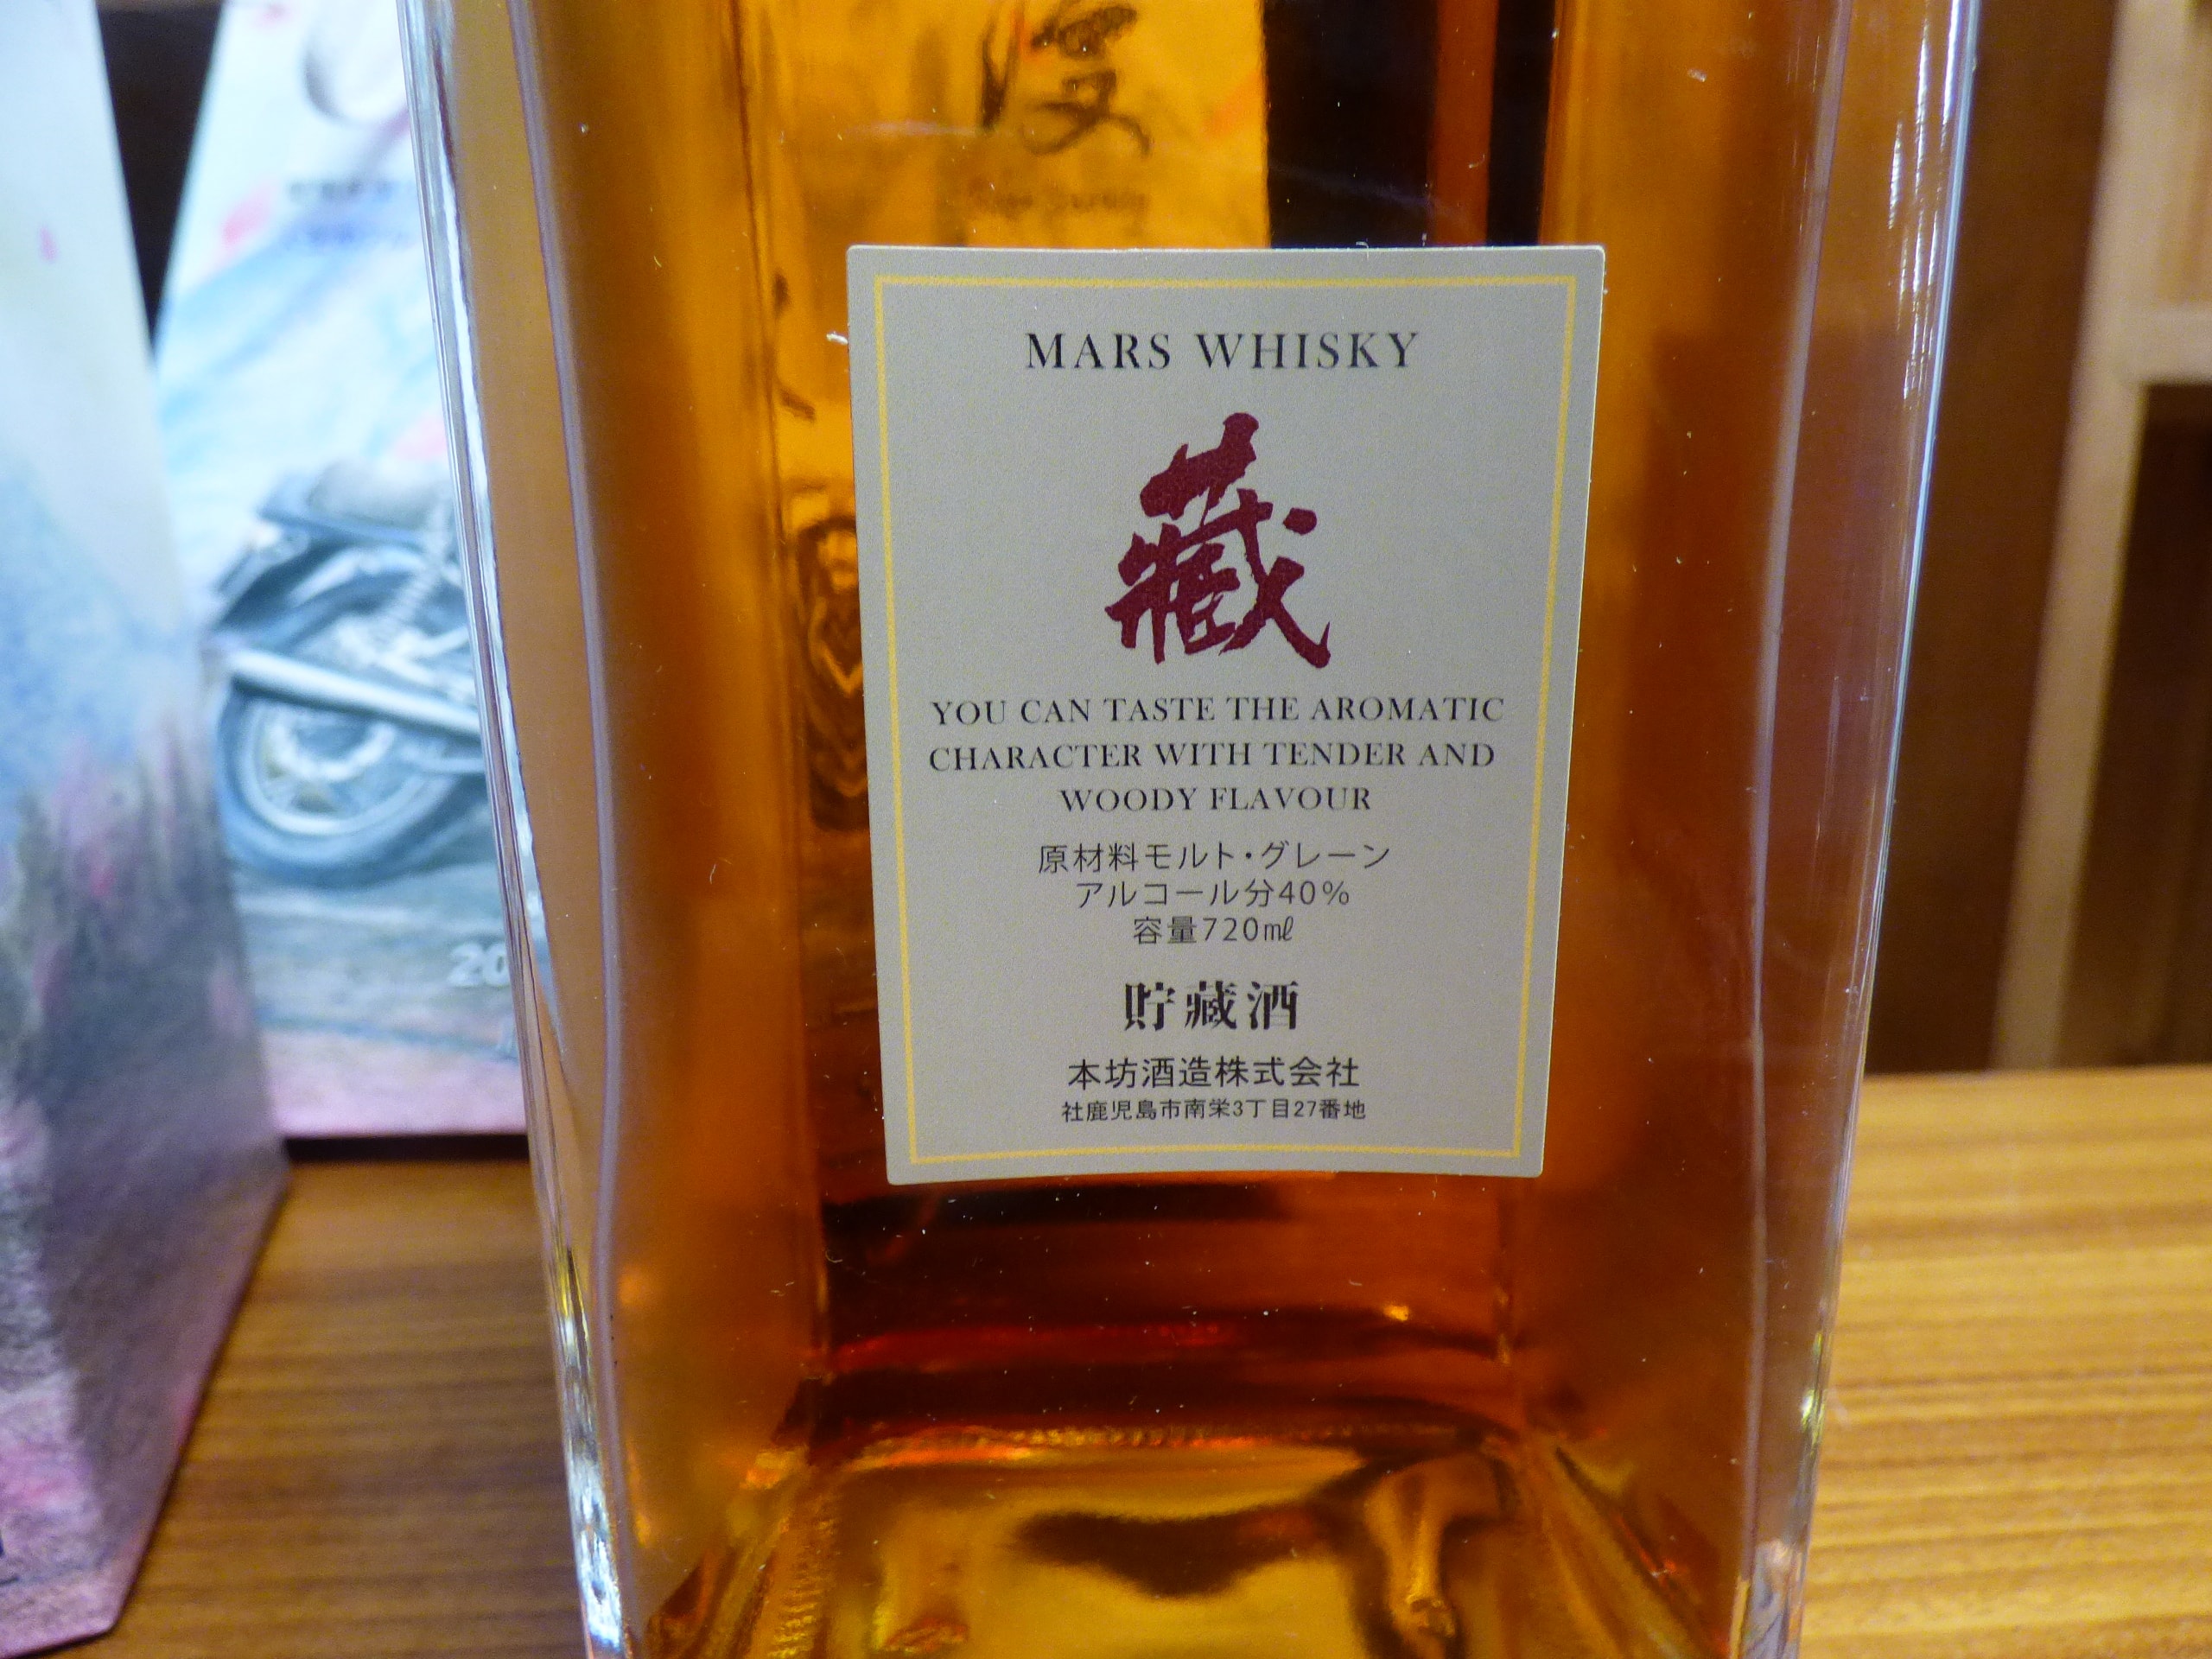 漫
MARS WHISKY
蔵
YOU CAN TASTE THE AROMATIC
CHARACTER WITH TENDER AND
WOODY FLAVOUR
原材料モルト・グレーン
アルコール分40%
容量720㎖
貯蔵酒
本坊酒造株式会社
社鹿児島市南栄3丁目27番地
20